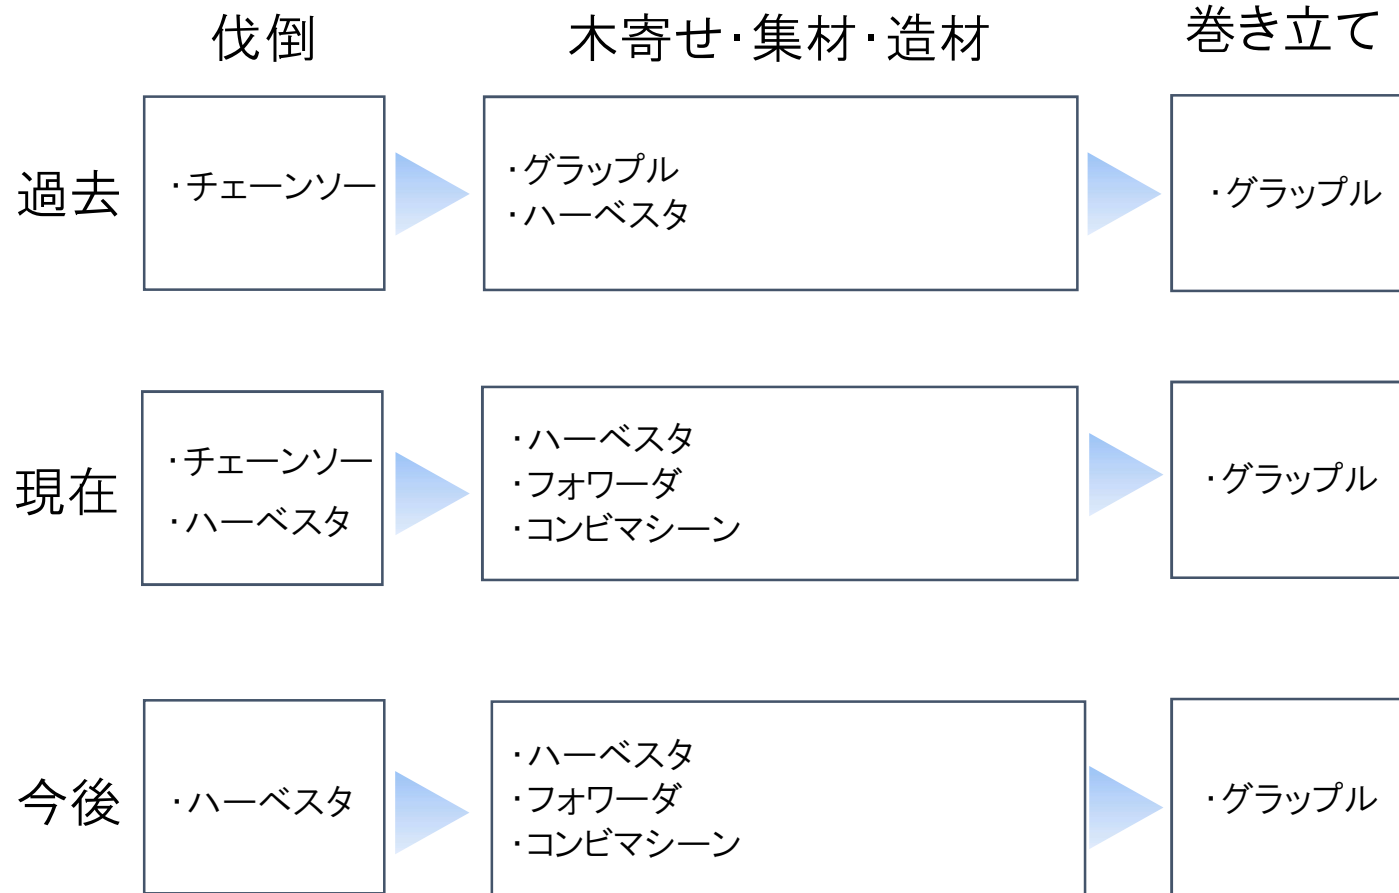 伐倒
木寄せ・集材・造材
巻き立て
過去
・チェーンソー
・グラップル
・ハーベスタ
・グラップル
現在
・チェーンソー
・ハーベスタ
・ハーベスタ
・フォワーダ
・コンビマシーン
・グラップル
今後
・ハーベスタ
・ハーベスタ
・フォワーダ
・コンビマシーン
・グラップル